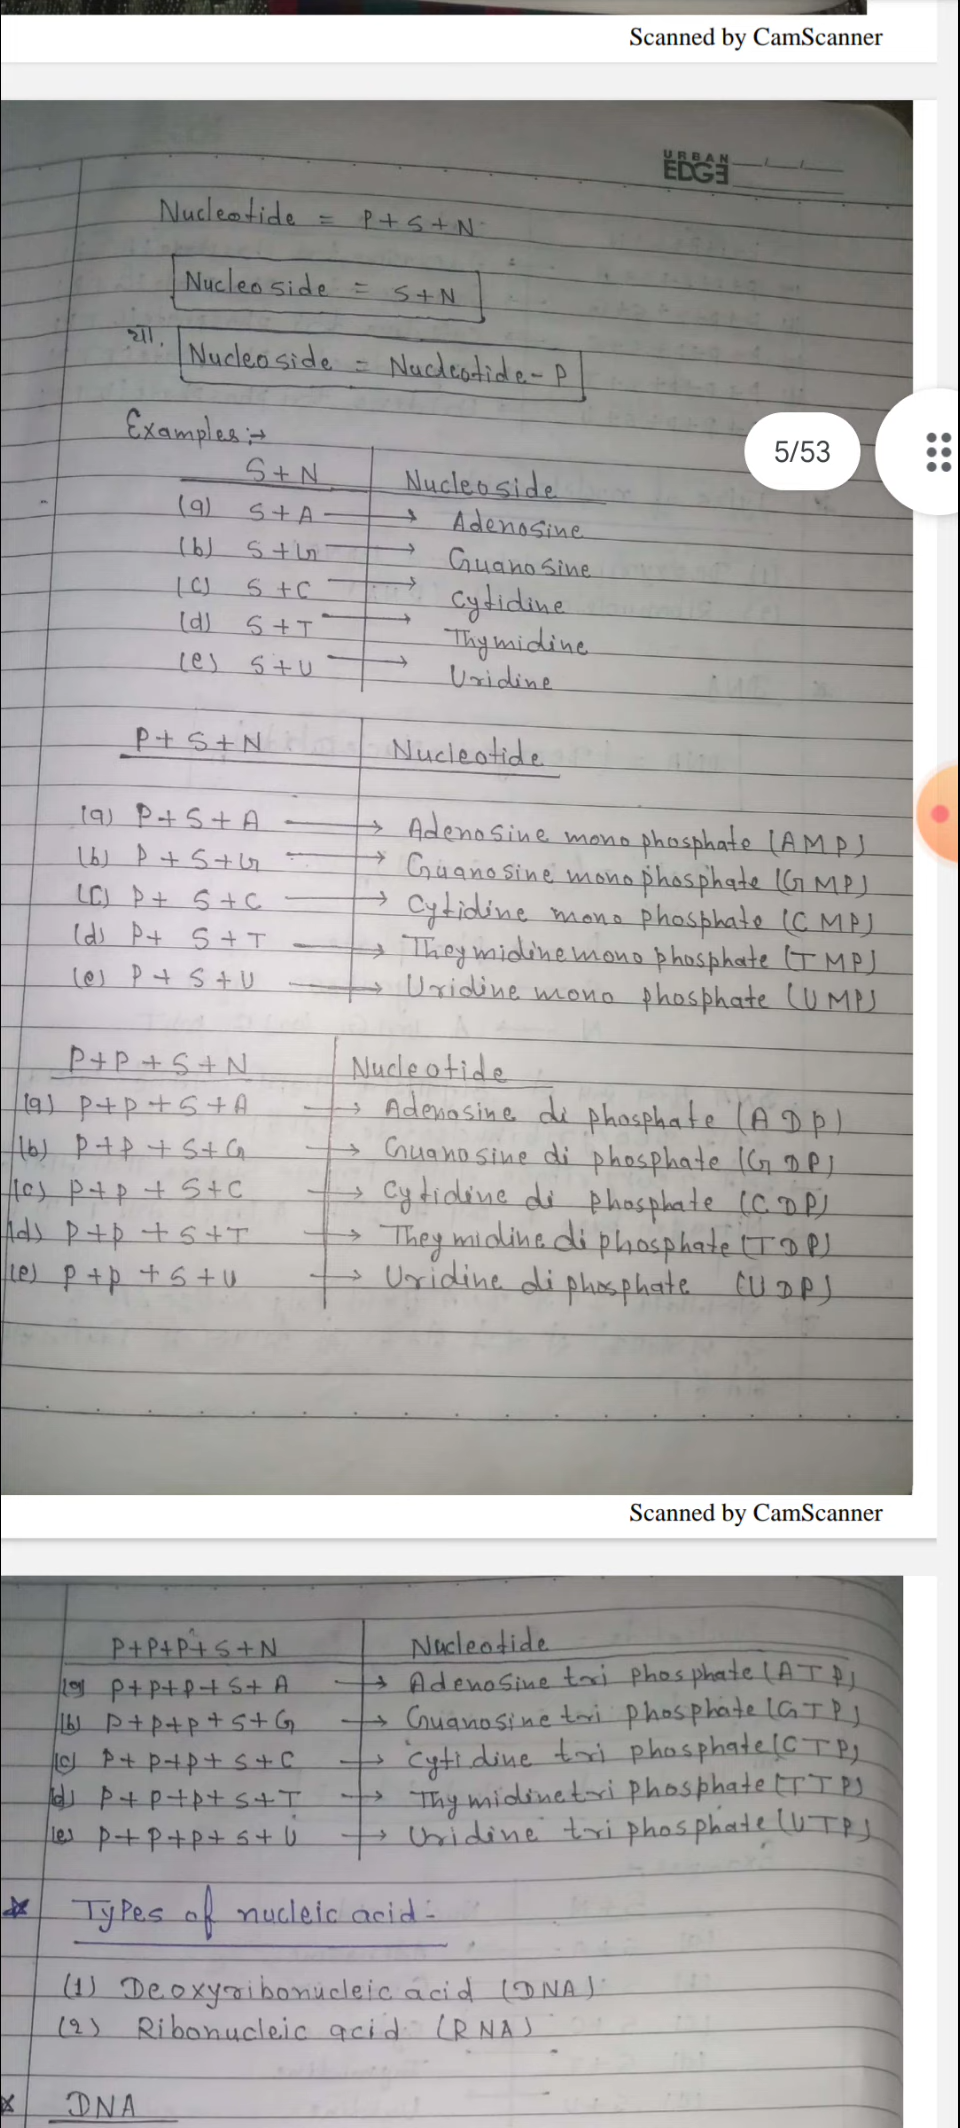 Scanned by CamScanner
URBAN
EDGE
Nucleotide = P+S+N
Nucleoside = S+N
या.
Nucleoside = Nucleotide-P
Examples:→
S+N Nucleoside
(a) S+A → Adenosine
(b) S+G → Guanosine
(c) S+C → Cytidine
(d) S+T → Thymidine
(e) S+U → Uridine
5/53
P+S+N Nucleotide
(a) P+S+A → Adenosine mono phosphate (AMP)
(b) P+S+G → Guanosine mono phosphate (GMP)
(c) P+S+C → Cytidine mono phosphate (CMP)
(d) P+S+T → Theymidine mono phosphate (TMP)
(e) P+S+U → Uridine mono phosphate (UMP)
P+P+S+N Nucleotide
(a) P+P+S+A → Adenosine di phosphate (ADP)
(b) P+P+S+G → Guanosine di phosphate (GDP)
(c) P+P+S+C → Cytidine di phosphate (CDP)
(d) P+P+S+T → Theymidine di phosphate (TDP)
(e) P+P+S+U → Uridine di phosphate (UDP)
Scanned by CamScanner
P+P+P+S+N Nucleotide
(a) P+P+P+S+A → Adenosine tri phosphate (ATP)
(b) P+P+P+S+G → Guanosine tri phosphate (GTP)
(c) P+P+P+S+C → Cytidine tri phosphate (CTP)
(d) P+P+P+S+T → Thymidine tri phosphate (TTP)
(e) P+P+P+S+U → Uridine tri phosphate (UTP)
Types of nucleic acid:-
(1) Deoxyribonucleic acid (DNA)
(2) Ribonucleic acid (RNA)
DNA